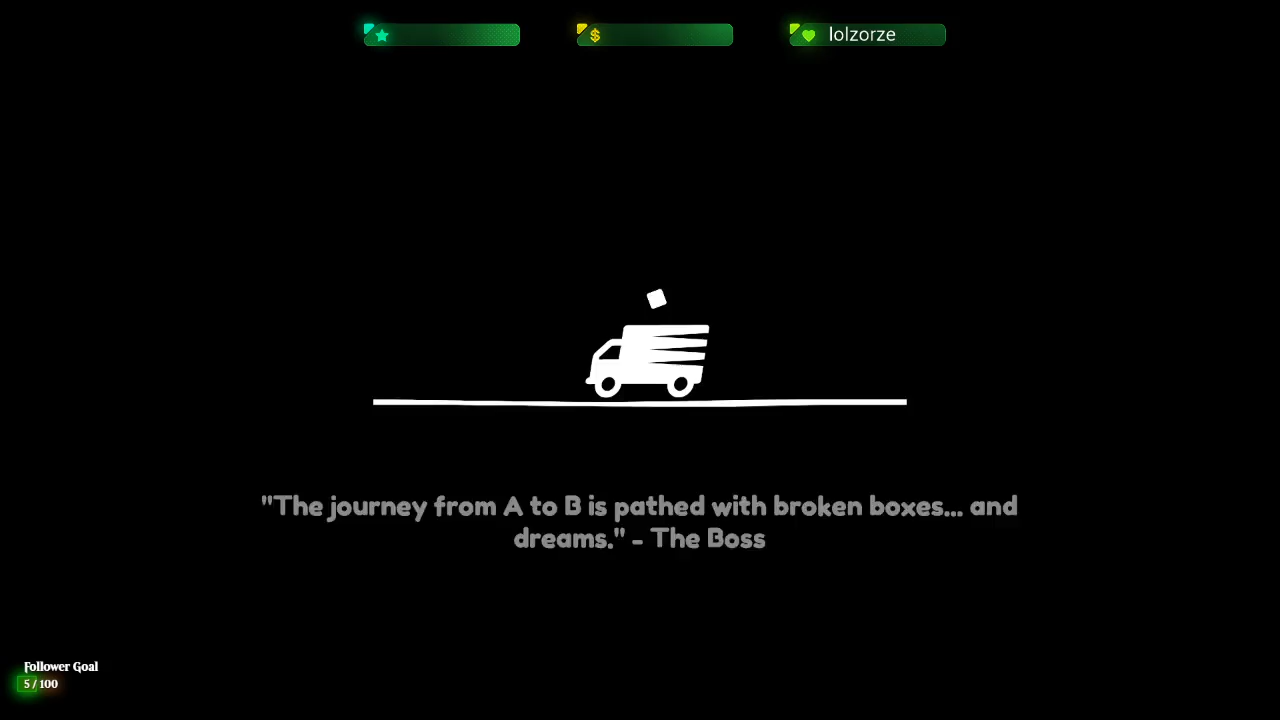 lolzorze
"The journey from A to B is pathed with broken boxes... and
dreams." - The Boss
Follower Goal
5 / 100